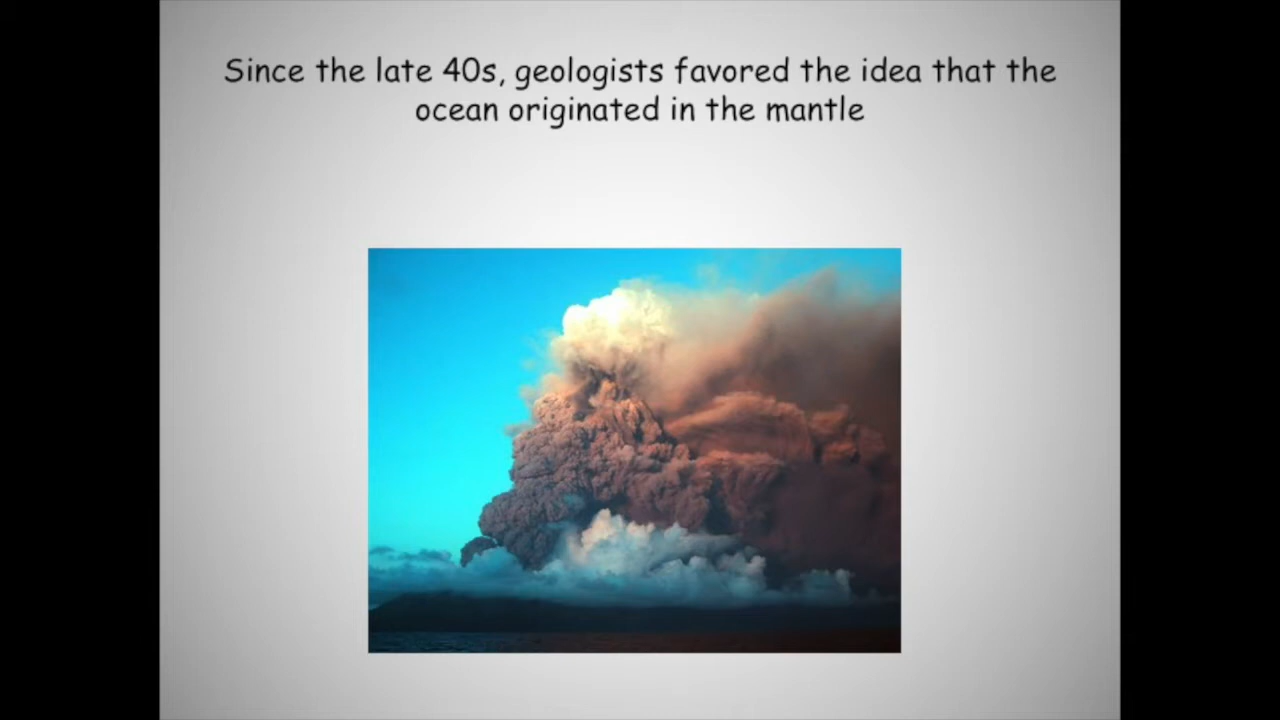 Since the late 40s, geologists favored the idea that the
ocean originated in the mantle